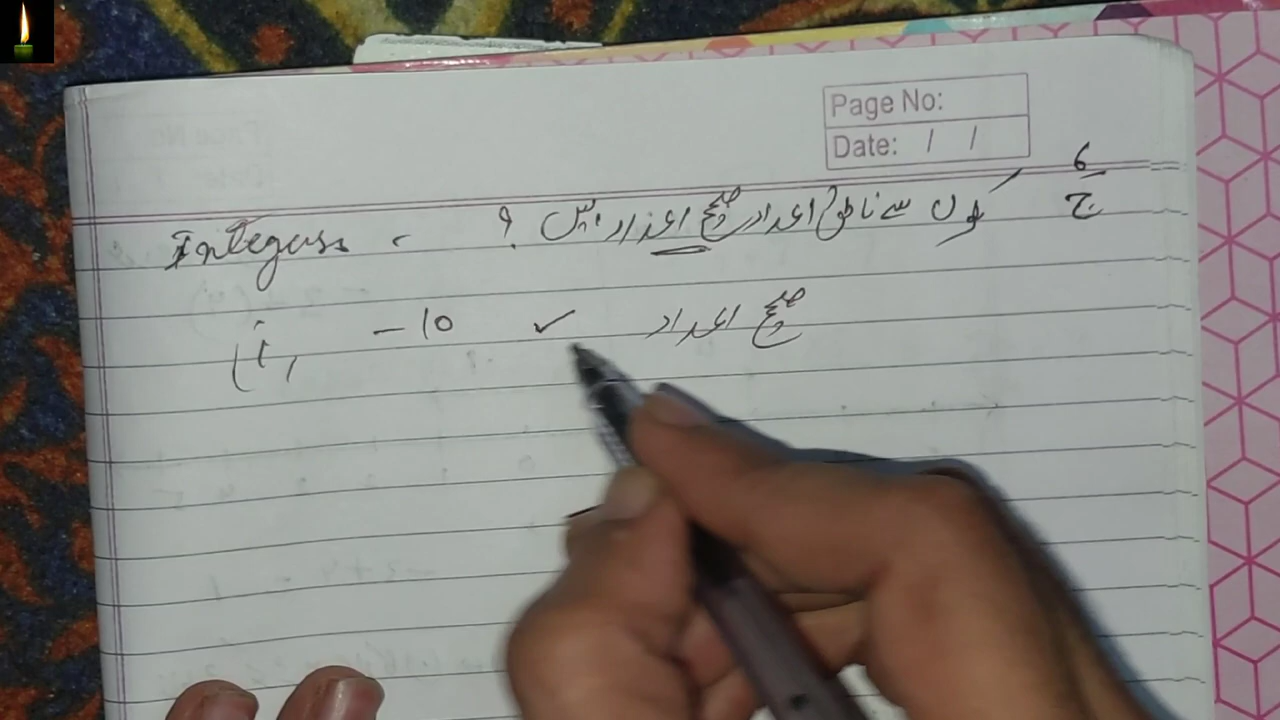 Page No:
Date: / /
6
ج کون سے ناطق اعداد صحیح اعداد ہیں ؟ Integers
(i) -10 ✓ صحیح اعداد